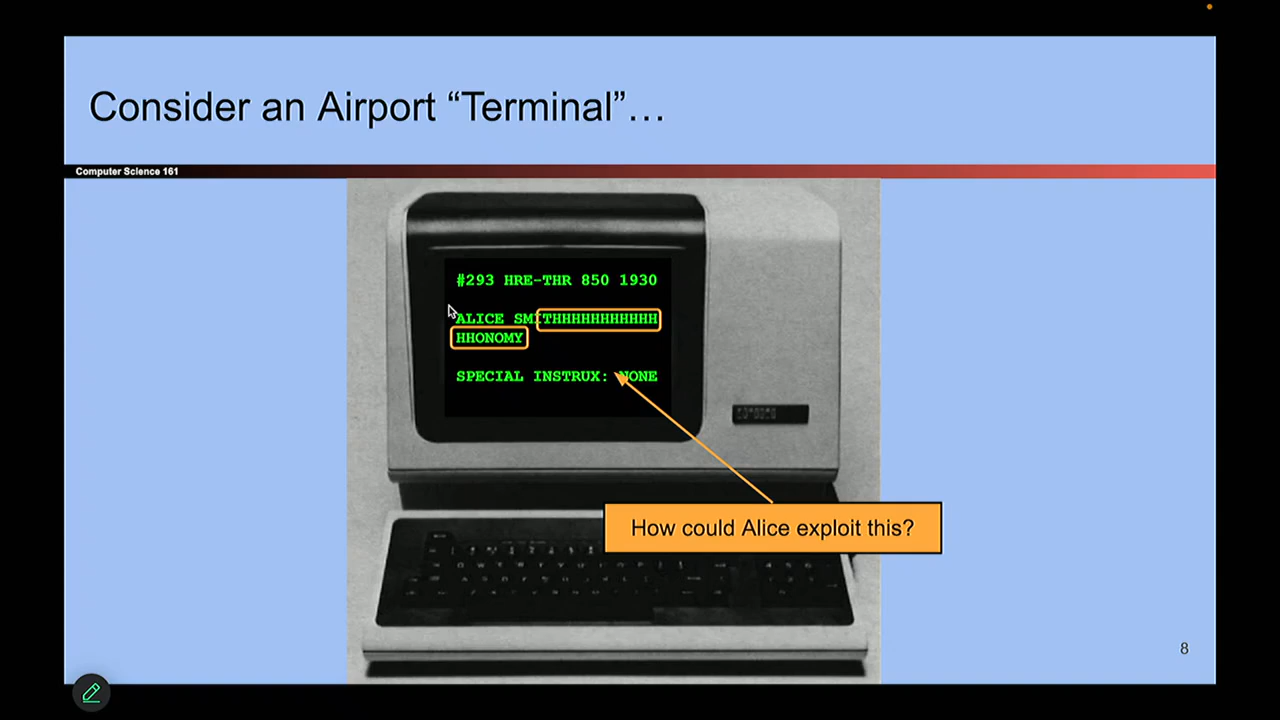 Consider an Airport “Terminal”…
Computer Science 161
#293 HRE-THR 850 1930
ALICE SMITHHHHHHHHHHH
HHONOMY
SPECIAL INSTRUX: NONE
How could Alice exploit this?
8